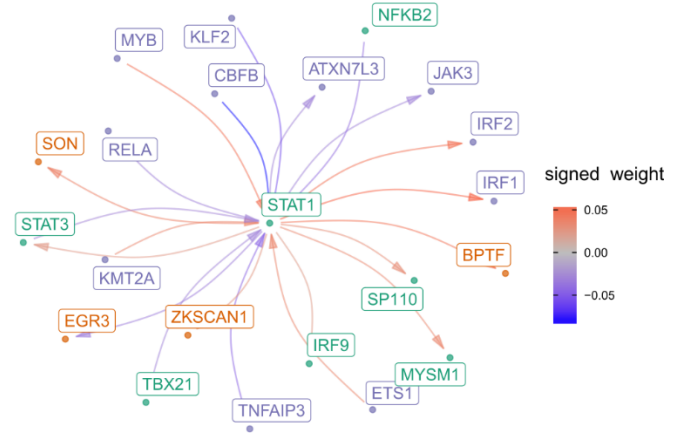 NFKB2
KLF2
MYB
CBFB
ATXN7L3
JAK3
IRF2
SON
RELA
signed weight
IRF1
STAT1
0.05
STAT3
0.00
BPTF
KMT2A
SP110
-0.05
EGR3
ZKSCAN1
IRF9
MYSM1
TBX21
ETS1
TNFAIP3